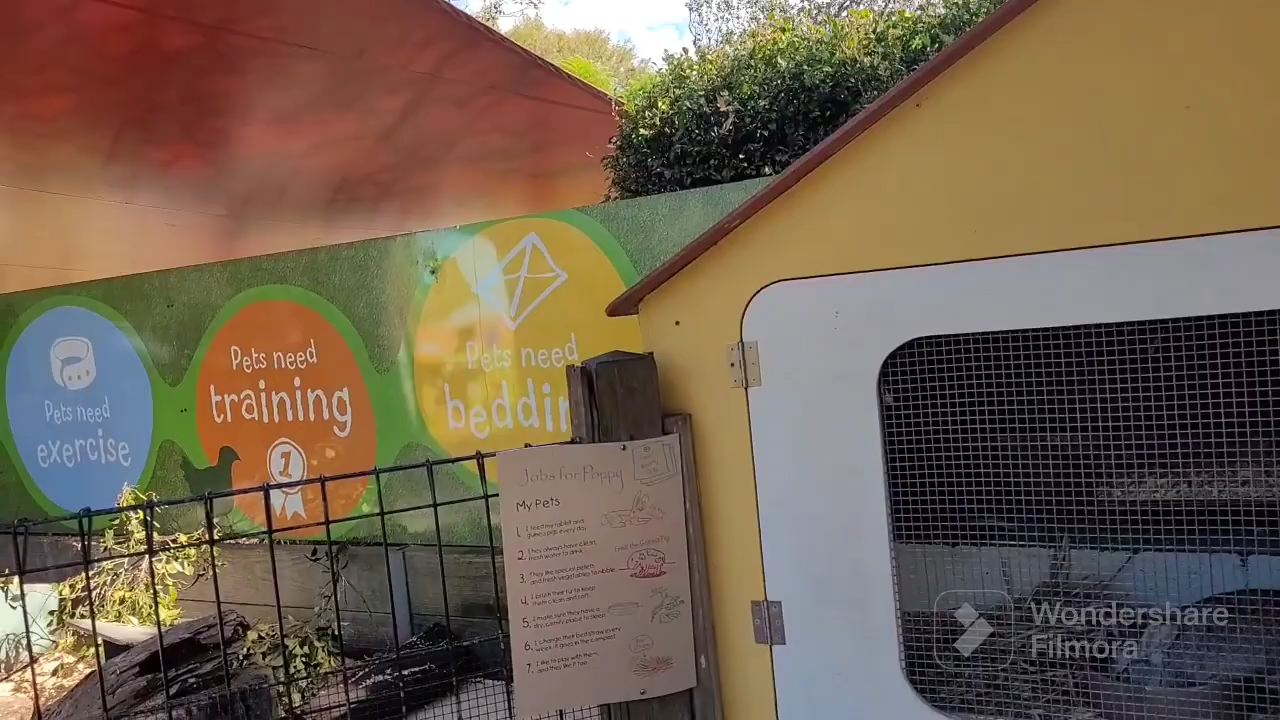 Pets need
exercise
Pets need
training
1
Pets need
Jobs for Poppy
My Pets
1. I feed my rabbit and
guinea pigs every day.
2. They always have clean,
fresh water to drink.
3. They like special pellets
and fresh vegetables to nibble.
4. I brush their fur to keep
them clean and soft.
5. I make sure they have a
dry, comfy place to sleep.
6. I change their bed straw every
week. It goes in the compost.
7. I like to play with them,
and they like it too.
Feed the Guinea Pig
Wondershare
Filmora